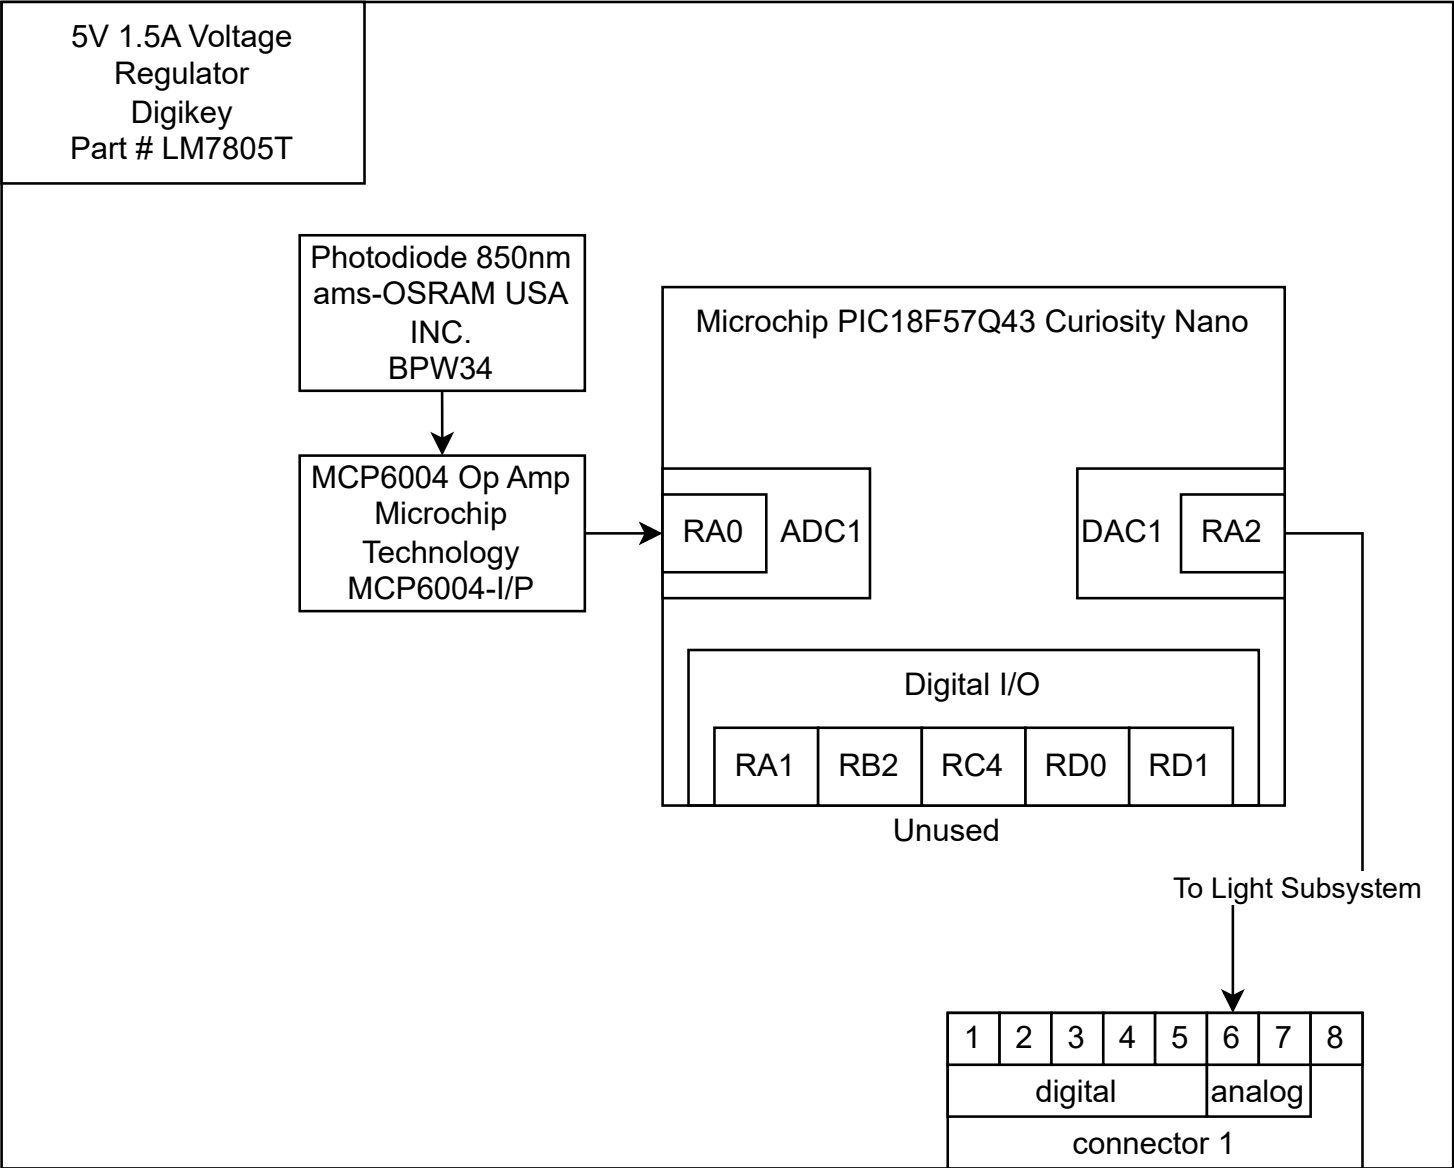 5V 1.5A Voltage
Regulator
Digikey
Part # LM7805T
Photodiode 850nm
ams-OSRAM USA
INC.
BPW34
Microchip PIC18F57Q43 Curiosity Nano
MCP6004 Op Amp
Microchip
Technology
MCP6004-I/P
RA0 ADC1
DAC1 RA2
Digital I/O
RA1 RB2 RC4 RD0 RD1
Unused
To Light Subsystem
1 2 3 4 5 6 7 8
digital analog
connector 1